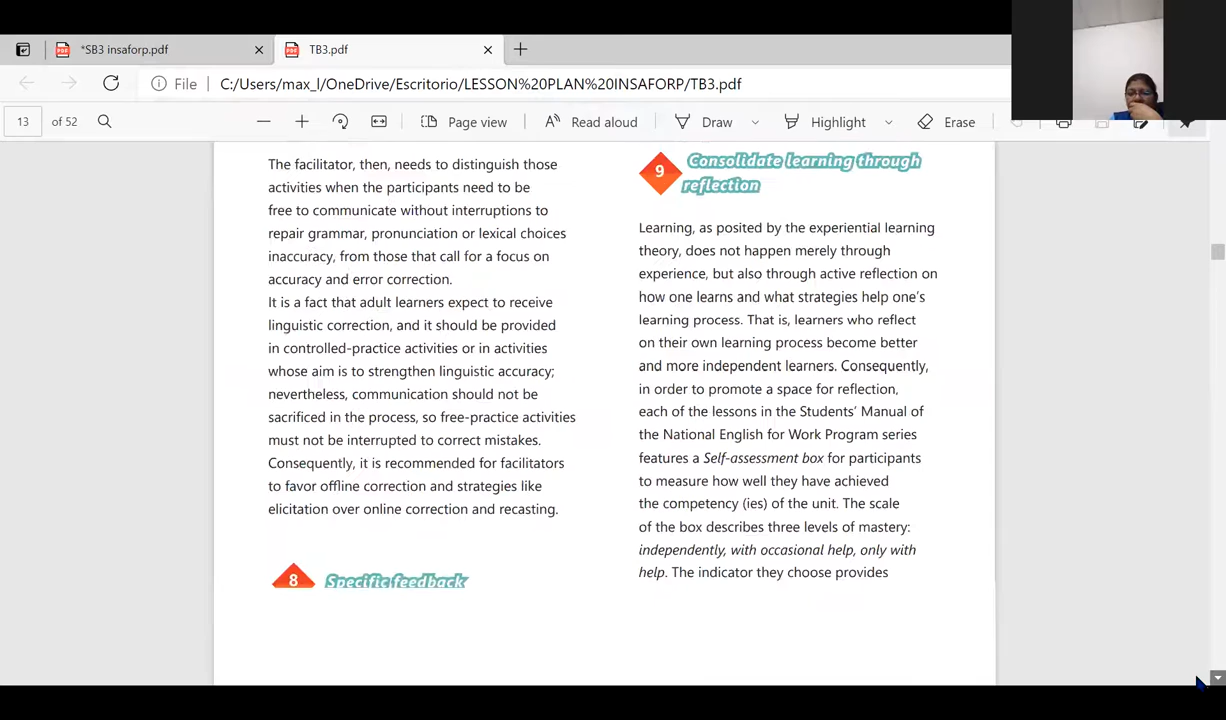 *SB3 insaforp.pdf
TB3.pdf
File
C:/Users/max_l/OneDrive/Escritorio/LESSON%20PLAN%20INSAFORP/TB3.pdf
13
of 52
Page view
Read aloud
Draw
Highlight
Erase
The facilitator, then, needs to distinguish those
activities when the participants need to be
free to communicate without interruptions to
repair grammar, pronunciation or lexical choices
inaccuracy, from those that call for a focus on
accuracy and error correction.
It is a fact that adult learners expect to receive
linguistic correction, and it should be provided
in controlled-practice activities or in activities
whose aim is to strengthen linguistic accuracy;
nevertheless, communication should not be
sacrificed in the process, so free-practice activities
must not be interrupted to correct mistakes.
Consequently, it is recommended for facilitators
to favor offline correction and strategies like
elicitation over online correction and recasting.
8
Specific feedback
9
Consolidate learning through
reflection
Learning, as posited by the experiential learning
theory, does not happen merely through
experience, but also through active reflection on
how one learns and what strategies help one's
learning process. That is, learners who reflect
on their own learning process become better
and more independent learners. Consequently,
in order to promote a space for reflection,
each of the lessons in the Students' Manual of
the National English for Work Program series
features a Self-assessment box for participants
to measure how well they have achieved
the competency (ies) of the unit. The scale
of the box describes three levels of mastery:
independently, with occasional help, only with
help. The indicator they choose provides